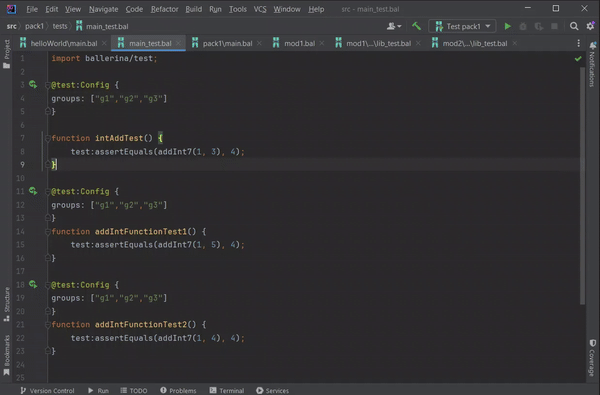 File Edit View Navigate Code Refactor Build Run Tools VCS Window Help src - main_test.bal
src pack1 tests main_test.bal Test pack1
helloWorld\main.bal main_test.bal pack1\main.bal mod1.bal mod1\...\lib_test.bal mod2\...\lib_test.bal
Project
Notifications
1 import ballerina/test;
2
3 @test:Config {
4 groups: ["g1","g2","g3"]
5 }
6
7 function intAddTest() {
8 test:assertEquals(addInt7(1, 3), 4);
9 }
10
11 @test:Config {
12 groups: ["g1","g2","g3"]
13 }
14 function addIntFunctionTest1() {
15 test:assertEquals(addInt7(1, 5), 4);
16 }
17
18 @test:Config {
19 groups: ["g1","g2","g3"]
20 }
21 function addIntFunctionTest2() {
22 test:assertEquals(addInt7(1, 4), 4);
23 }
24
25
Structure
Bookmarks
Coverage
Version Control Run TODO Problems Terminal Services